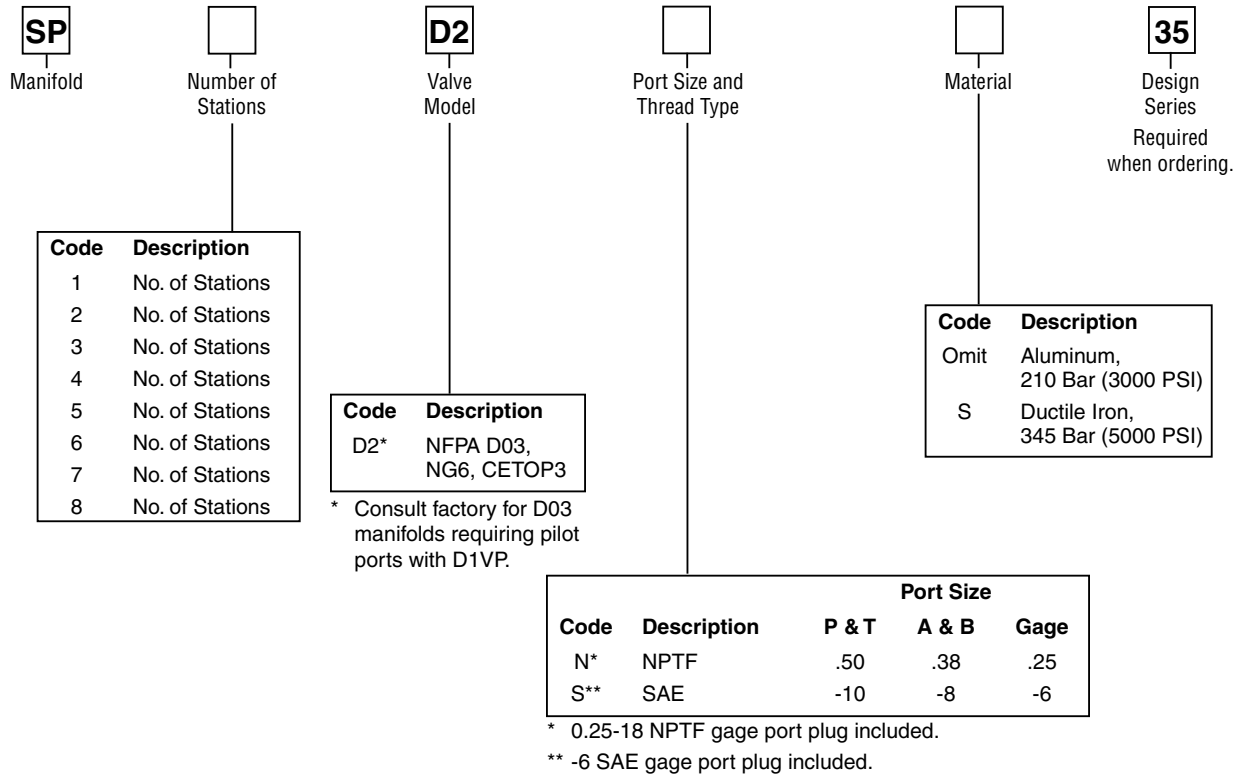 SP
D2
35
Manifold
Number of
Stations
Valve
Model
Port Size and
Thread Type
Material
Design
Series
Required
when ordering.
Code Description
1 No. of Stations
2 No. of Stations
3 No. of Stations
4 No. of Stations
5 No. of Stations
6 No. of Stations
7 No. of Stations
8 No. of Stations
Code Description
D2* NFPA D03,
NG6, CETOP3
* Consult factory for D03
manifolds requiring pilot
ports with D1VP.
Code Description
Omit Aluminum,
210 Bar (3000 PSI)
S Ductile Iron,
345 Bar (5000 PSI)
Port Size
Code Description P & T A & B Gage
N* NPTF .50 .38 .25
S** SAE -10 -8 -6
* 0.25-18 NPTF gage port plug included.
** -6 SAE gage port plug included.